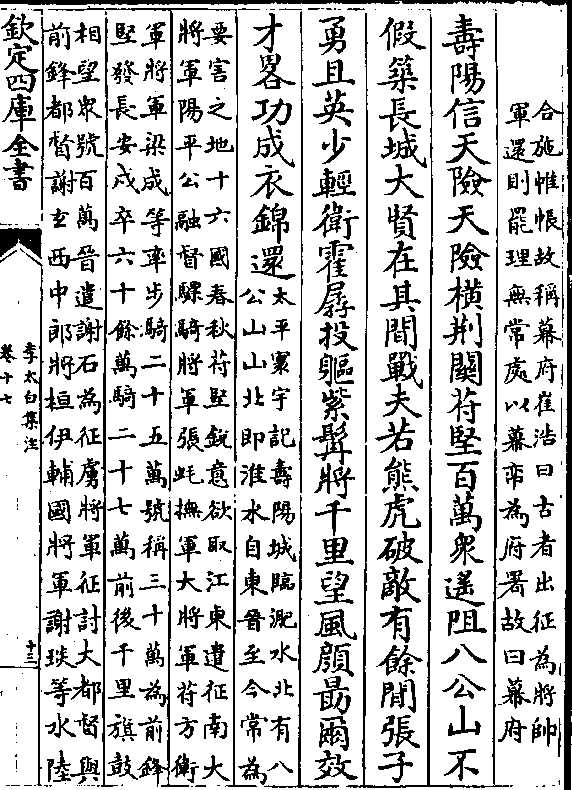 合施帷帳故稱幕府崔浩曰古者出征為將帥
軍還則罷理無常處以幕帟為府署故曰幕府
壽陽信天險天險橫荆關苻堅百萬衆遥阻八公山不
假築長城大賢在其間戰夫若熊虎破敵有餘閒張子
勇且英少輕衛霍孱投軀紫髯將千里望風顔勗爾效
才畧功成衣錦還
太平寰宇記壽陽城臨淝水北有八
公山山北即淮水自東晉至今常為
要害之地十六國春秋苻堅銳意欲取江東遣征南大
將軍陽平公融督驃騎將軍張蚝撫軍大將軍苻方衛
軍將軍梁成等率步騎二十五萬號稱三十萬為前鋒
堅發長安戍卒六十餘萬騎二十七萬前後千里旗鼓
相望衆號百萬晉遣謝石為征虜將軍征討大都督與
前鋒都督謝玄西中郎將桓伊輔國將軍謝琰等水陸
欽定四庫全書
李太白集注
卷十七
十三